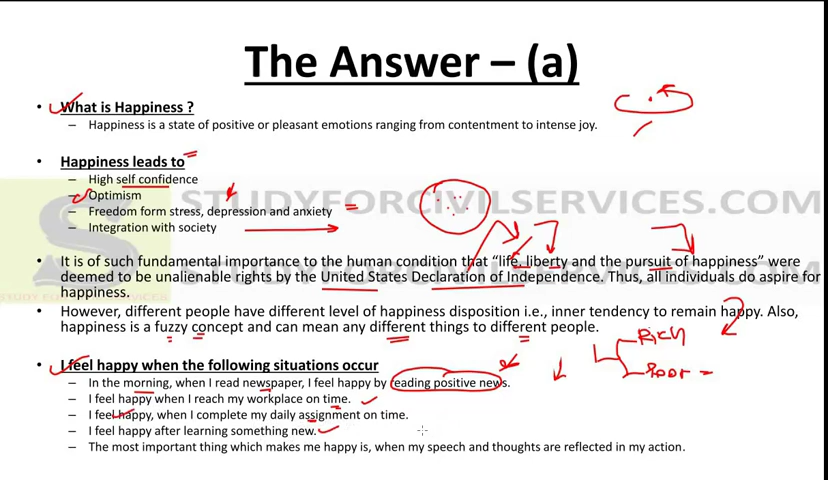 The Answer – (a)
• What is Happiness ?
– Happiness is a state of positive or pleasant emotions ranging from contentment to intense joy.
• Happiness leads to
– High self confidence
– Optimism
– Freedom form stress, depression and anxiety
– Integration with society
STUDYFORCIVILSERVICES.COM
STUDY FOR CIVIL SERVICES
• It is of such fundamental importance to the human condition that “life, liberty and the pursuit of happiness” were
deemed to be unalienable rights by the United States Declaration of Independence. Thus, all individuals do aspire for
happiness.
• However, different people have different level of happiness disposition i.e., inner tendency to remain happy. Also,
happiness is a fuzzy concept and can mean any different things to different people.
Rich
Poor
• I feel happy when the following situations occur
– In the morning, when I read newspaper, I feel happy by reading positive news.
– I feel happy when I reach my workplace on time.
– I feel happy, when I complete my daily assignment on time.
– I feel happy after learning something new.
– The most important thing which makes me happy is, when my speech and thoughts are reflected in my action.